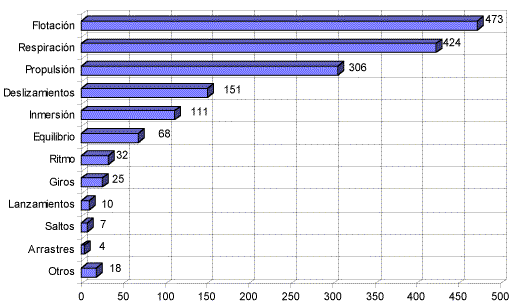 Flotación 473
Respiración 424
Propulsión 306
Deslizamientos 151
Inmersión 111
Equilibrio 68
Ritmo 32
Giros 25
Lanzamientos 10
Saltos 7
Arrastres 4
Otros 18
0 50 100 150 200 250 300 350 400 450 500